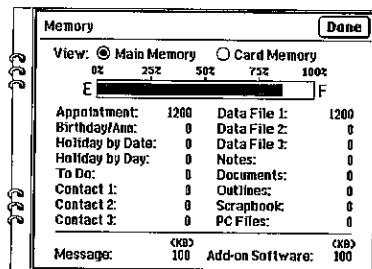 Memory Done
View: Main Memory Card Memory
0% 25% 50% 75% 100%
E F
Appointment: 1200 Data File 1: 1200
Birthday/Ann: 0 Data File 2: 0
Holiday by Date: 0 Data File 3: 0
Holiday by Day: 0 Notes: 0
To Do: 0 Documents: 0
Contact 1: 0 Outlines: 0
Contact 2: 0 Scrapbook: 0
Contact 3: 0 PC Files: 0
(KB) (KB)
Message: 100 Add-on Software: 100